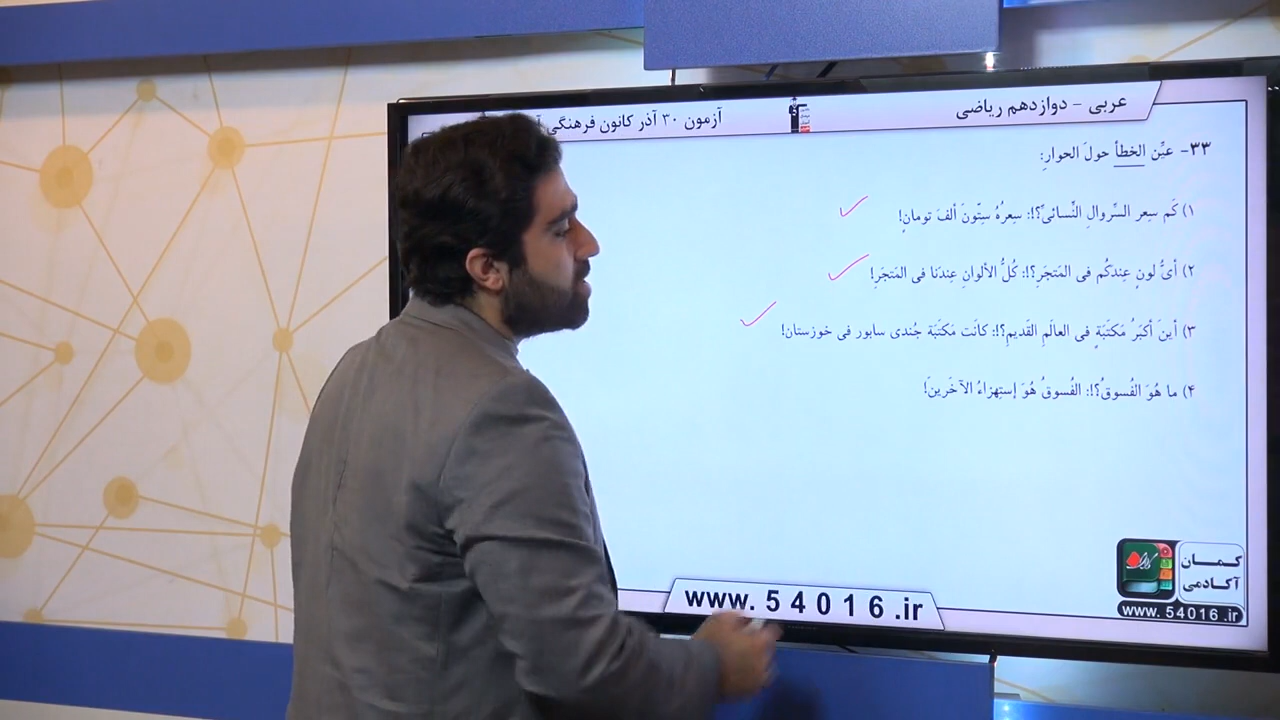 عربی - دوازدهم ریاضی
آزمون ۳۰ آذر کانون فرهنگی
۳۳- عیِّن الخطأ حولَ الحوارِ:
۱) کَم سِعر السِّروالِ النِّسائیِّ؟!: سِعرُهُ سِتّونَ ألفَ تومانٍ!
۲) أیُّ لونٍ عِندکُم فی المَتجَرِ؟!: کُلُّ الألوانِ عِندَنا فی المَتجَرِ!
۳) أینَ أکبَرُ مَکتَبَةٍ فی العالَمِ القَدیمِ؟!: کانَت مَکتَبَة جُندی سابور فی خوزستان!
۴) ما هُوَ الفُسوقُ؟!: الفُسوقُ هُوَ إستِهزاءُ الآخَرینَ!
کمان
آکادمی
www.54016.ir
www.54016.ir